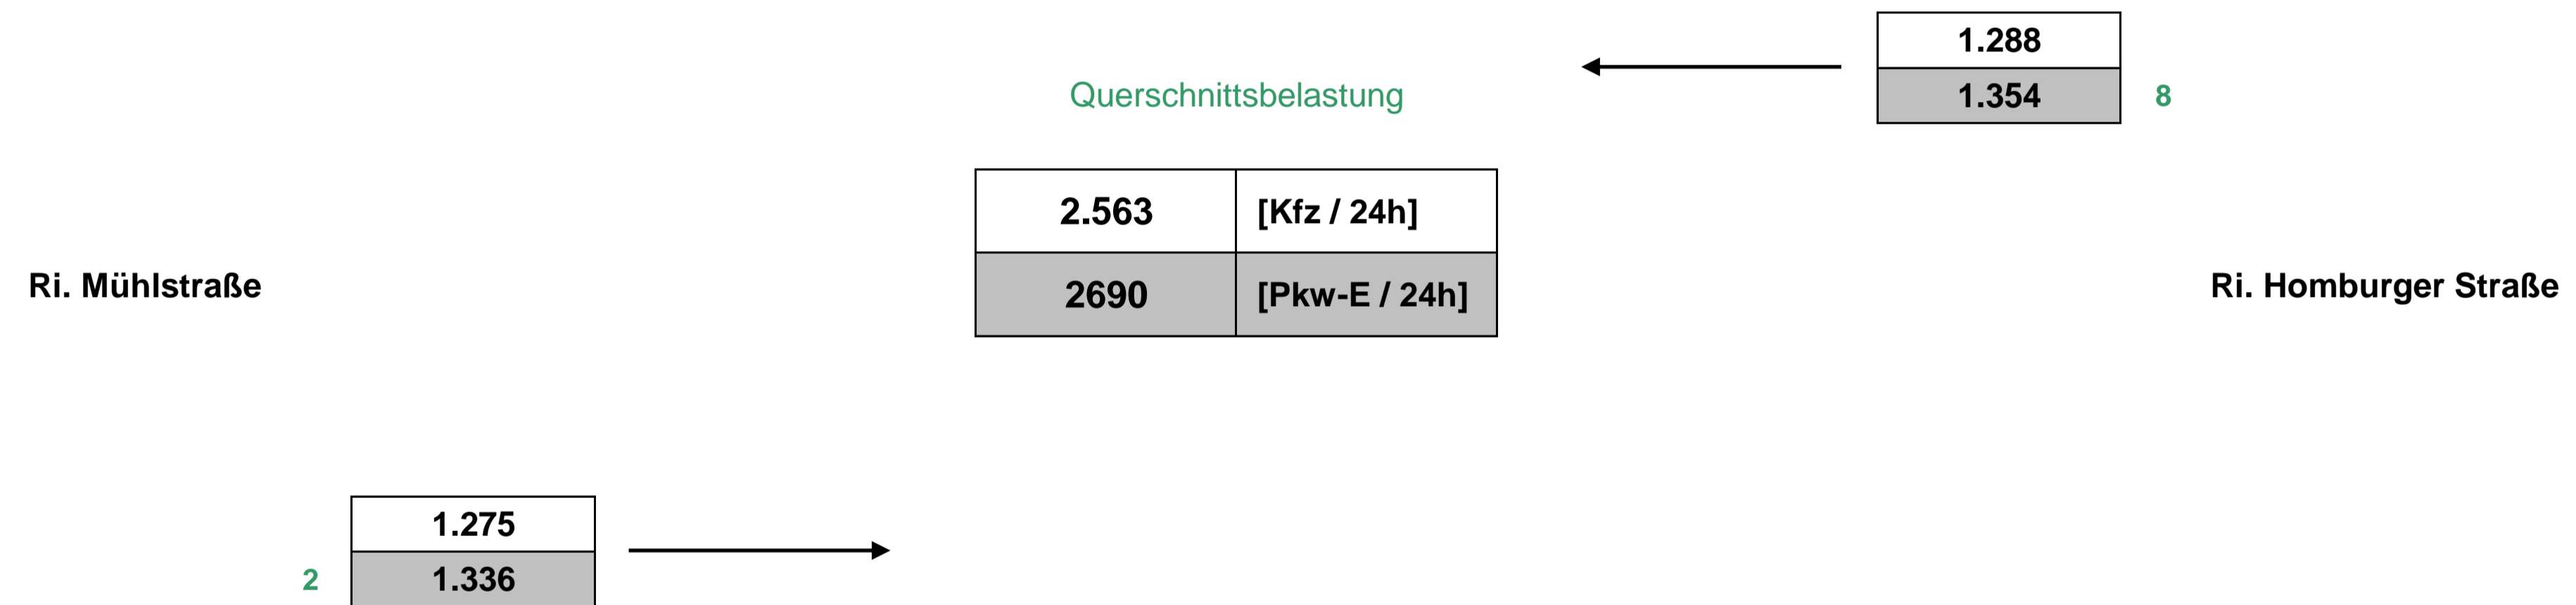 1.288
1.354 8
Querschnittsbelastung
2.563 [Kfz / 24h]
2690 [Pkw-E / 24h]
Ri. Mühlstraße
Ri. Homburger Straße
1.275
2 1.336